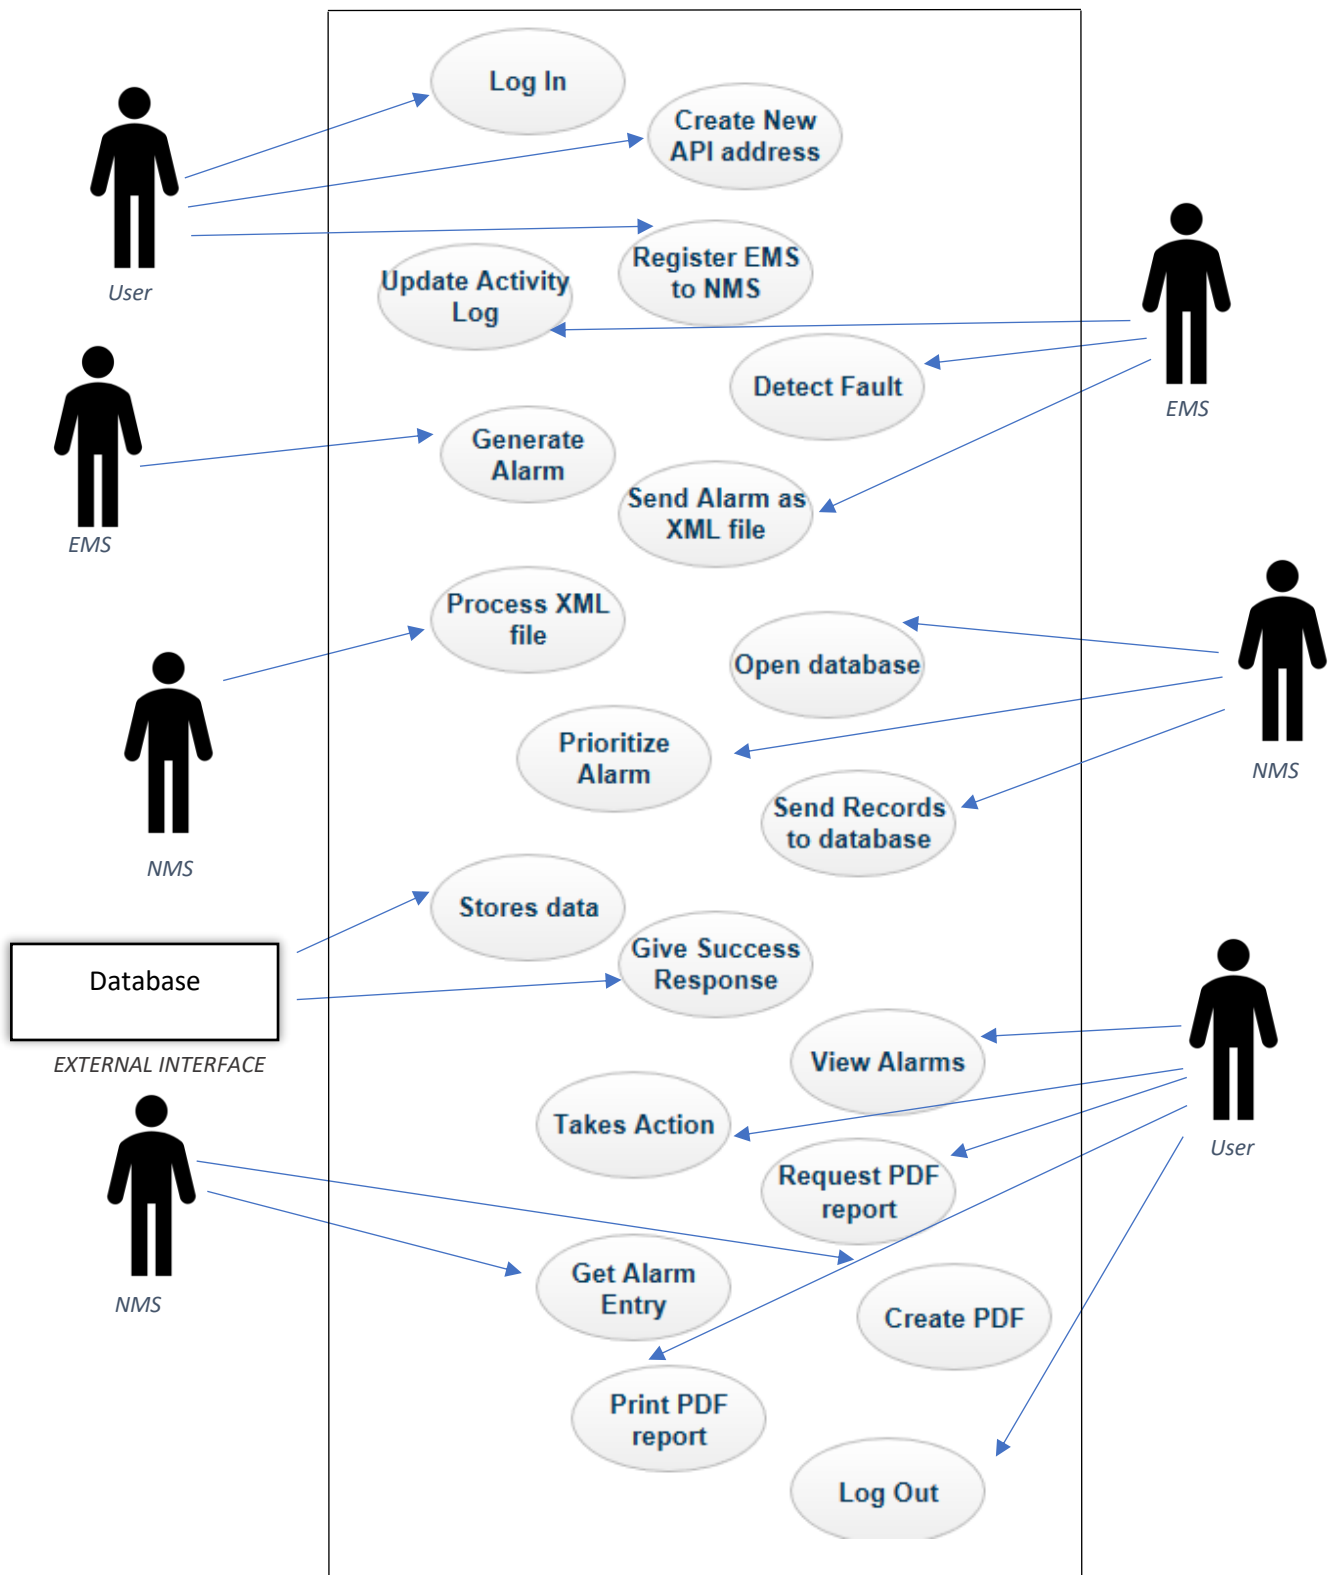 Log In
Create New
API address
User
Register EMS
to NMS
Update Activity
Log
Detect Fault
EMS
Generate
Alarm
EMS
Send Alarm as
XML file
Process XML
file
Open database
Prioritize
Alarm
NMS
Send Records
to database
NMS
Stores data
Give Success
Response
Database
EXTERNAL INTERFACE
View Alarms
Takes Action
User
Request PDF
report
Get Alarm
Entry
NMS
Create PDF
Print PDF
report
Log Out